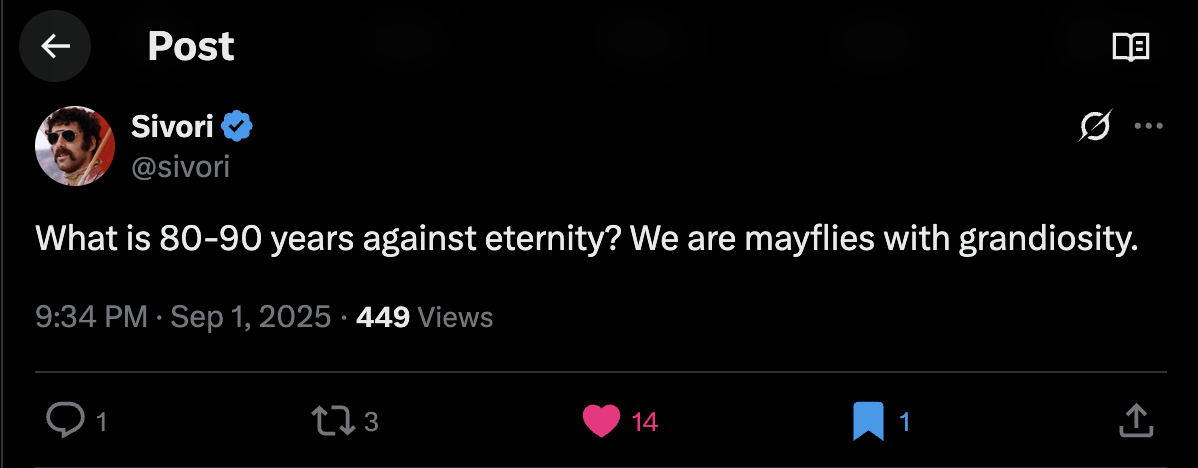 Post
Sivori
@sivori
What is 80-90 years against eternity? We are mayflies with grandiosity.
9:34 PM · Sep 1, 2025 · 449 Views
1 3 14 1